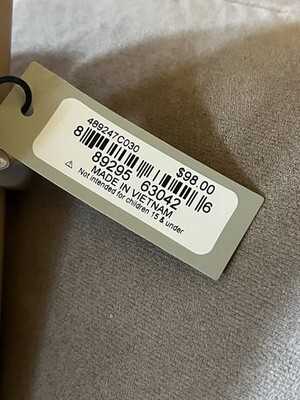 489247C030
$98.00
8 89295 63042 6
MADE IN VIETNAM
⚠ Not intended for children 15 & under